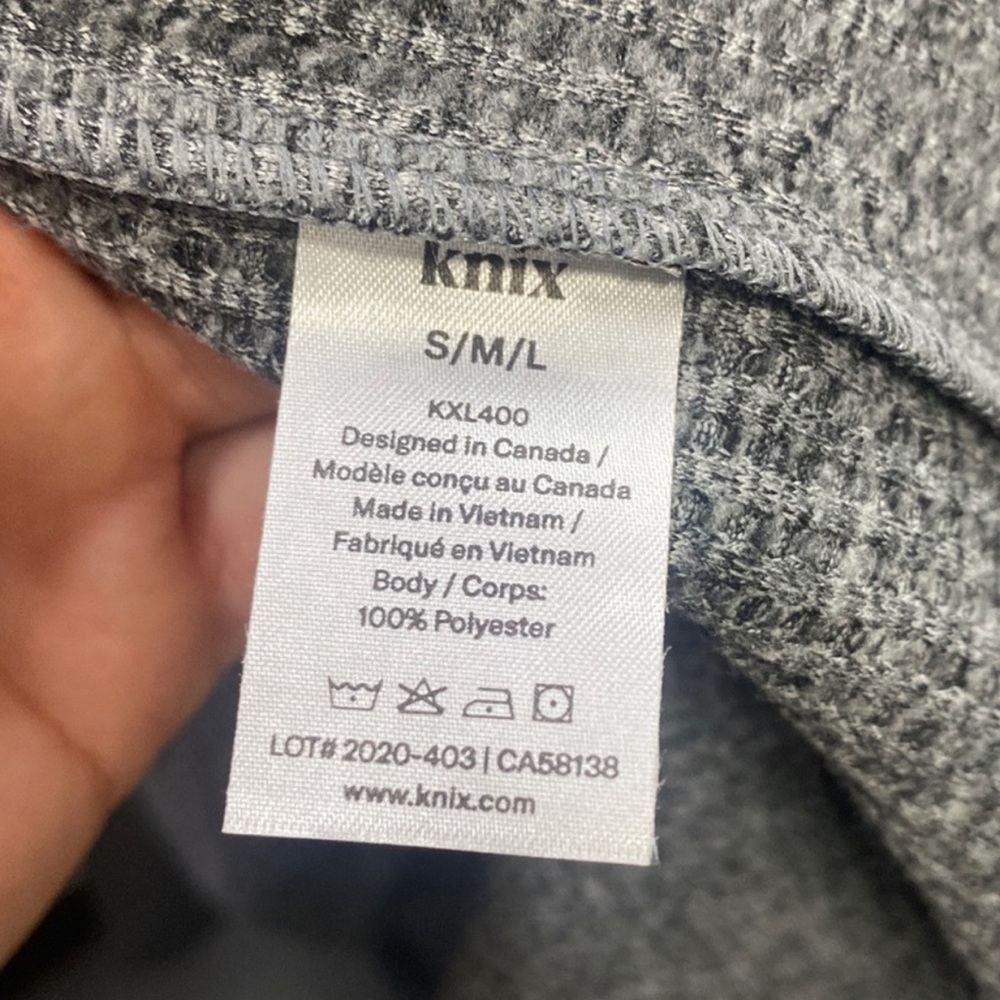 knix
S/M/L
KXL400
Designed in Canada /
Modèle conçu au Canada
Made in Vietnam /
Fabriqué en Vietnam
Body / Corps:
100% Polyester
LOT# 2020-403 | CA58138
www.knix.com